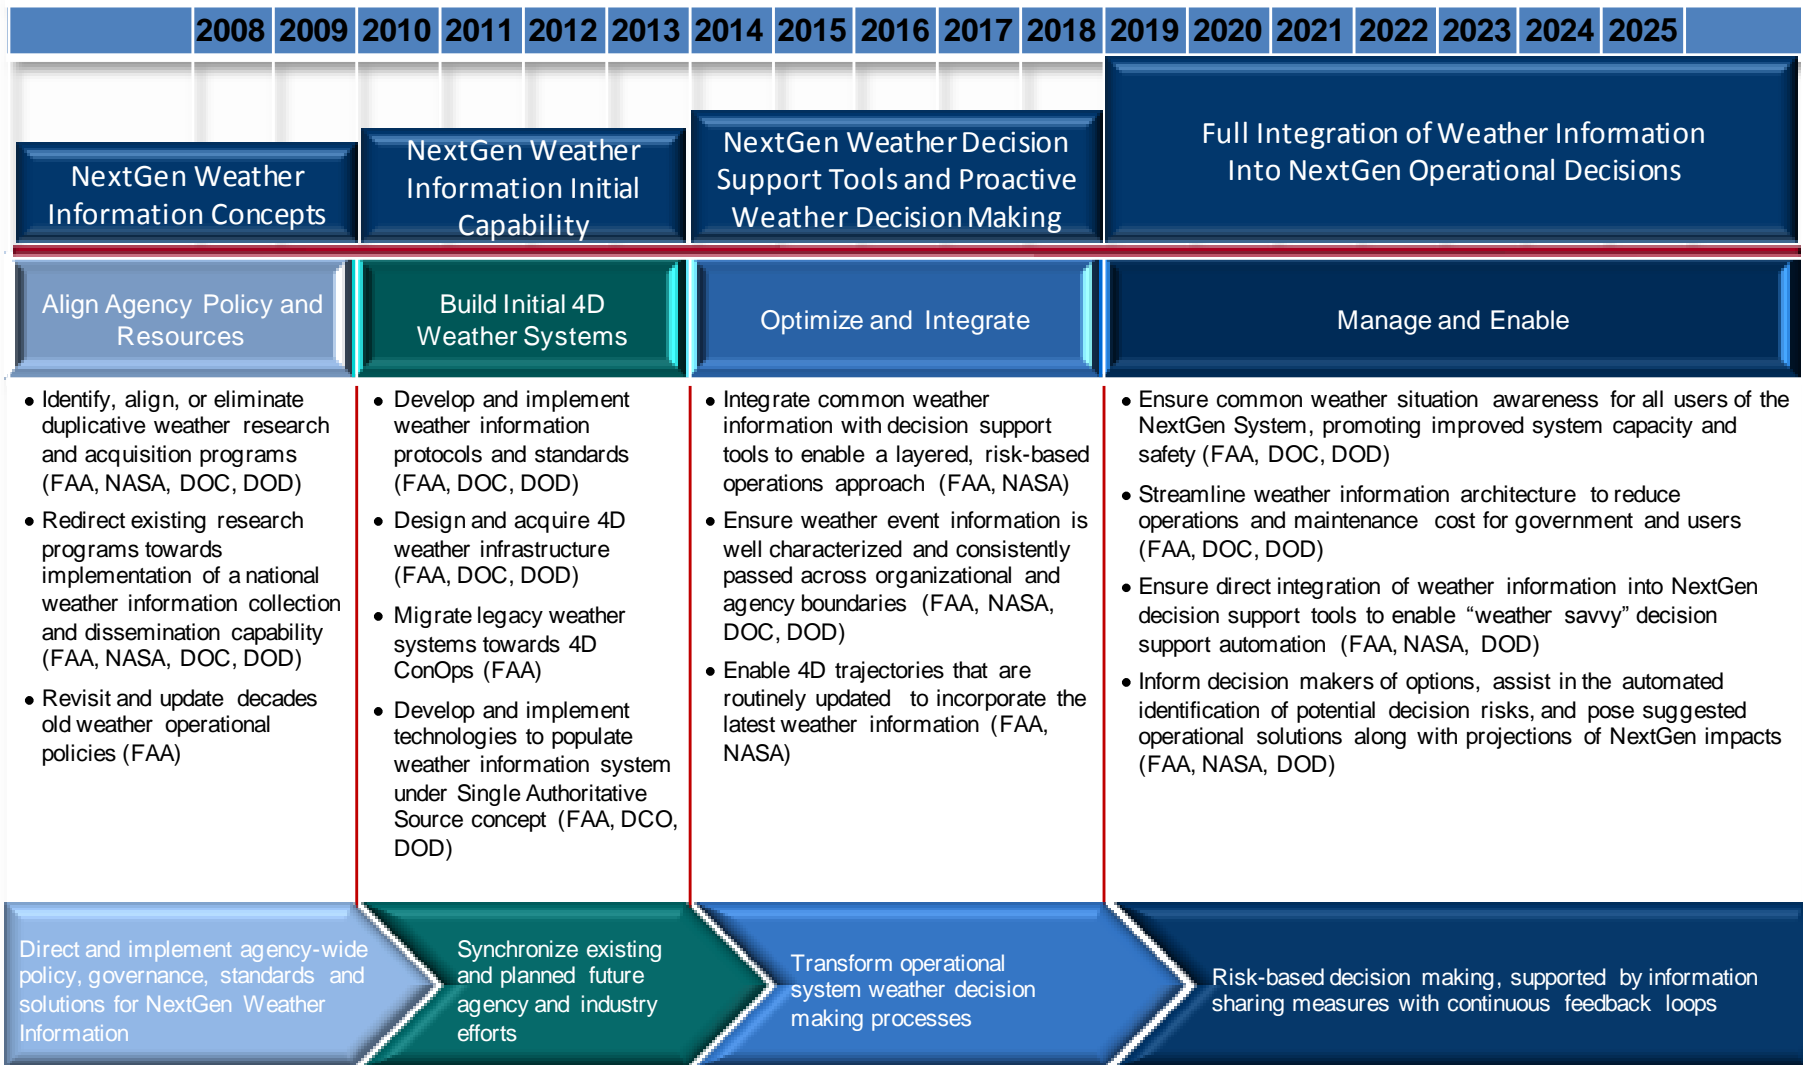 2008 2009 2010 2011 2012 2013 2014 2015 2016 2017 2018 2019 2020 2021 2022 2023 2024 2025
NextGen Weather
Information Concepts
NextGen Weather
Information Initial
Capability
NextGen Weather Decision
Support Tools and Proactive
Weather Decision Making
Full Integration of Weather Information
Into NextGen Operational Decisions
Align Agency Policy and
Resources
Build Initial 4D
Weather Systems
Optimize and Integrate
Manage and Enable
• Identify, align, or eliminate
duplicative weather research
and acquisition programs
(FAA, NASA, DOC, DOD)
• Redirect existing research
programs towards
implementation of a national
weather information collection
and dissemination capability
(FAA, NASA, DOC, DOD)
• Revisit and update decades
old weather operational
policies (FAA)
• Develop and implement
weather information
protocols and standards
(FAA, DOC, DOD)
• Design and acquire 4D
weather infrastructure
(FAA, DOC, DOD)
• Migrate legacy weather
systems towards 4D
ConOps (FAA)
• Develop and implement
technologies to populate
weather information system
under Single Authoritative
Source concept (FAA, DCO,
DOD)
• Integrate common weather
information with decision support
tools to enable a layered, risk-based
operations approach (FAA, NASA)
• Ensure weather event information is
well characterized and consistently
passed across organizational and
agency boundaries (FAA, NASA,
DOC, DOD)
• Enable 4D trajectories that are
routinely updated to incorporate the
latest weather information (FAA,
NASA)
• Ensure common weather situation awareness for all users of the
NextGen System, promoting improved system capacity and
safety (FAA, DOC, DOD)
• Streamline weather information architecture to reduce
operations and maintenance cost for government and users
(FAA, DOC, DOD)
• Ensure direct integration of weather information into NextGen
decision support tools to enable “weather savvy” decision
support automation (FAA, NASA, DOD)
• Inform decision makers of options, assist in the automated
identification of potential decision risks, and pose suggested
operational solutions along with projections of NextGen impacts
(FAA, NASA, DOD)
Direct and implement agency-wide
policy, governance, standards and
solutions for NextGen Weather
Information
Synchronize existing
and planned future
agency and industry
efforts
Transform operational
system weather decision
making processes
Risk-based decision making, supported by information
sharing measures with continuous feedback loops